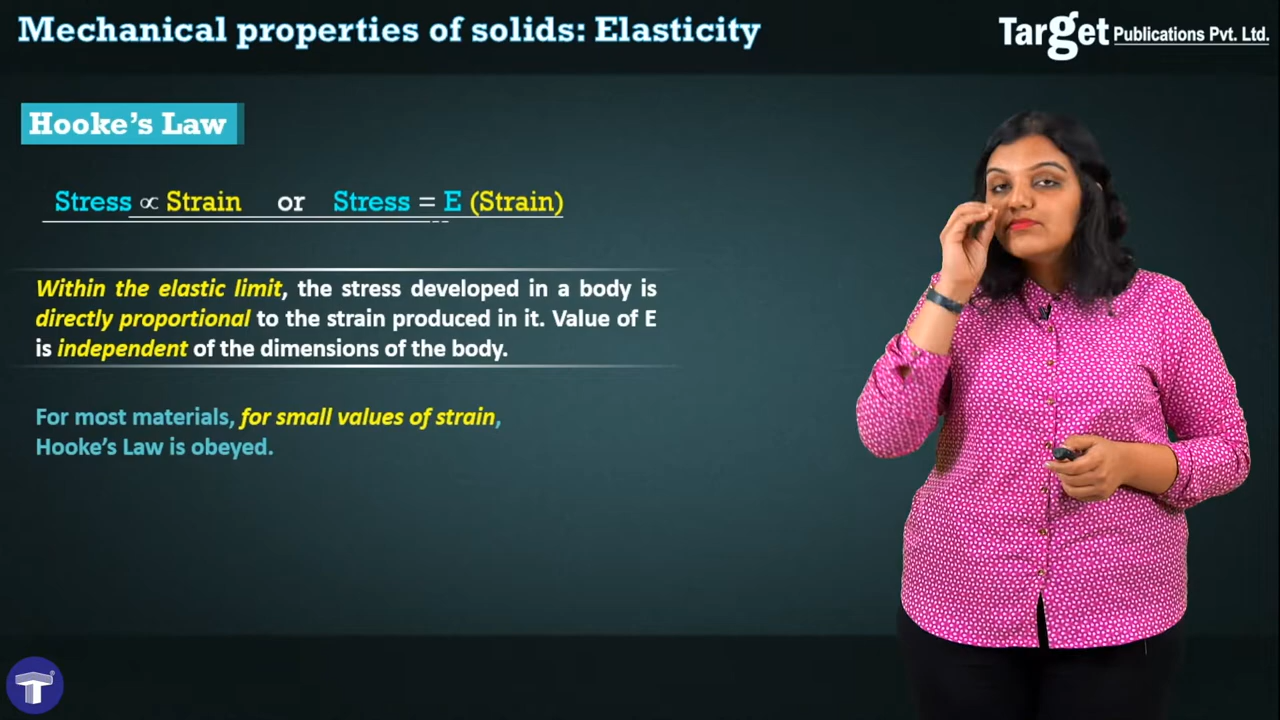 Mechanical properties of solids: Elasticity
Target Publications Pvt. Ltd.
Hooke's Law
Stress ∝ Strain or Stress = E (Strain)
Within the elastic limit, the stress developed in a body is
directly proportional to the strain produced in it. Value of E
is independent of the dimensions of the body.
For most materials, for small values of strain,
Hooke's Law is obeyed.
T®